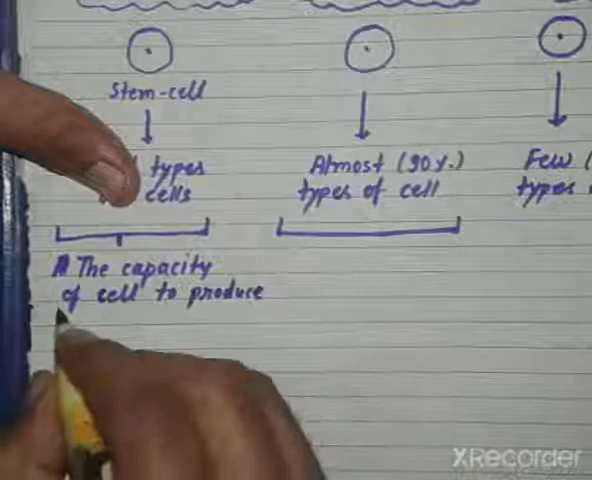 Stem-cell
types
cells
Almost (90%.)
types of cell
Few (
types
The capacity
of cell to produce
XRecorder